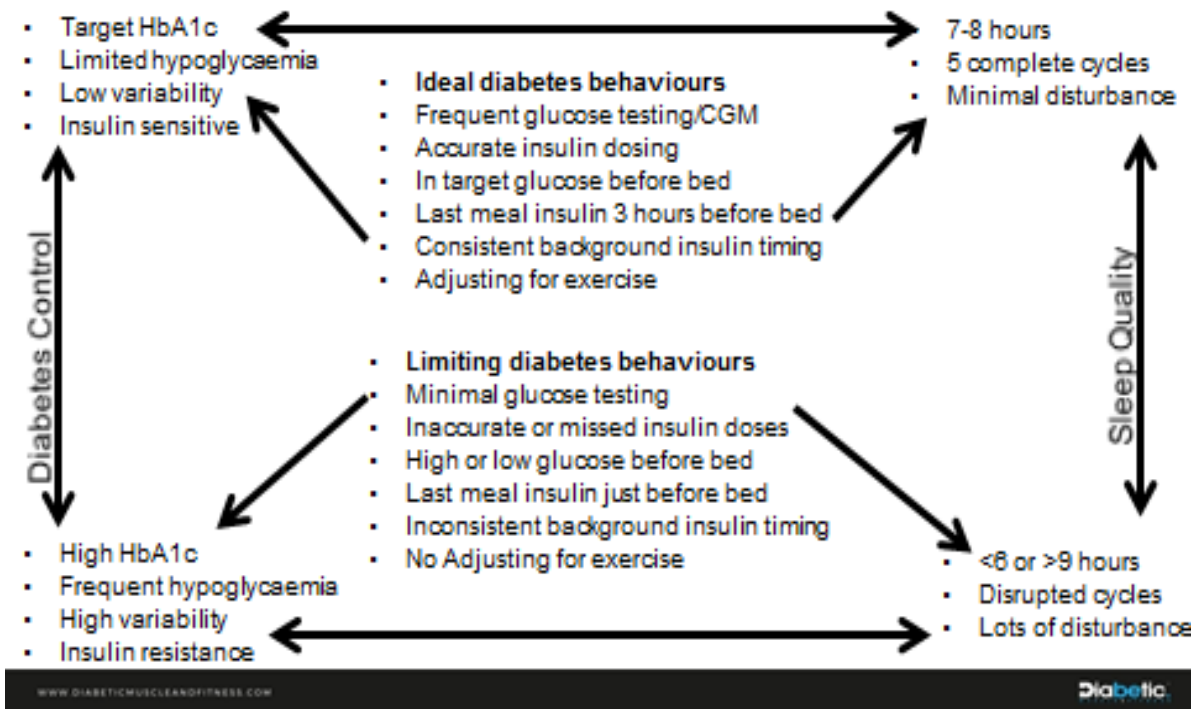 • Target HbA1c
• Limited hypoglycaemia
• Low variability
• Insulin sensitive
7-8 hours
• 5 complete cycles
• Minimal disturbance
• Ideal diabetes behaviours
• Frequent glucose testing/CGM
• Accurate insulin dosing
• In target glucose before bed
• Last meal insulin 3 hours before bed
• Consistent background insulin timing
• Adjusting for exercise
Diabetes Control
Sleep Quality
• Limiting diabetes behaviours
• Minimal glucose testing
• Inaccurate or missed insulin doses
• High or low glucose before bed
• Last meal insulin just before bed
• Inconsistent background insulin timing
• No Adjusting for exercise
• High HbA1c
• Frequent hypoglycaemia
• High variability
• Insulin resistance
• <6 or >9 hours
• Disrupted cycles
• Lots of disturbance
WWW.DIABETICMUSCLEANDFITNESS.COM
Diabetic.